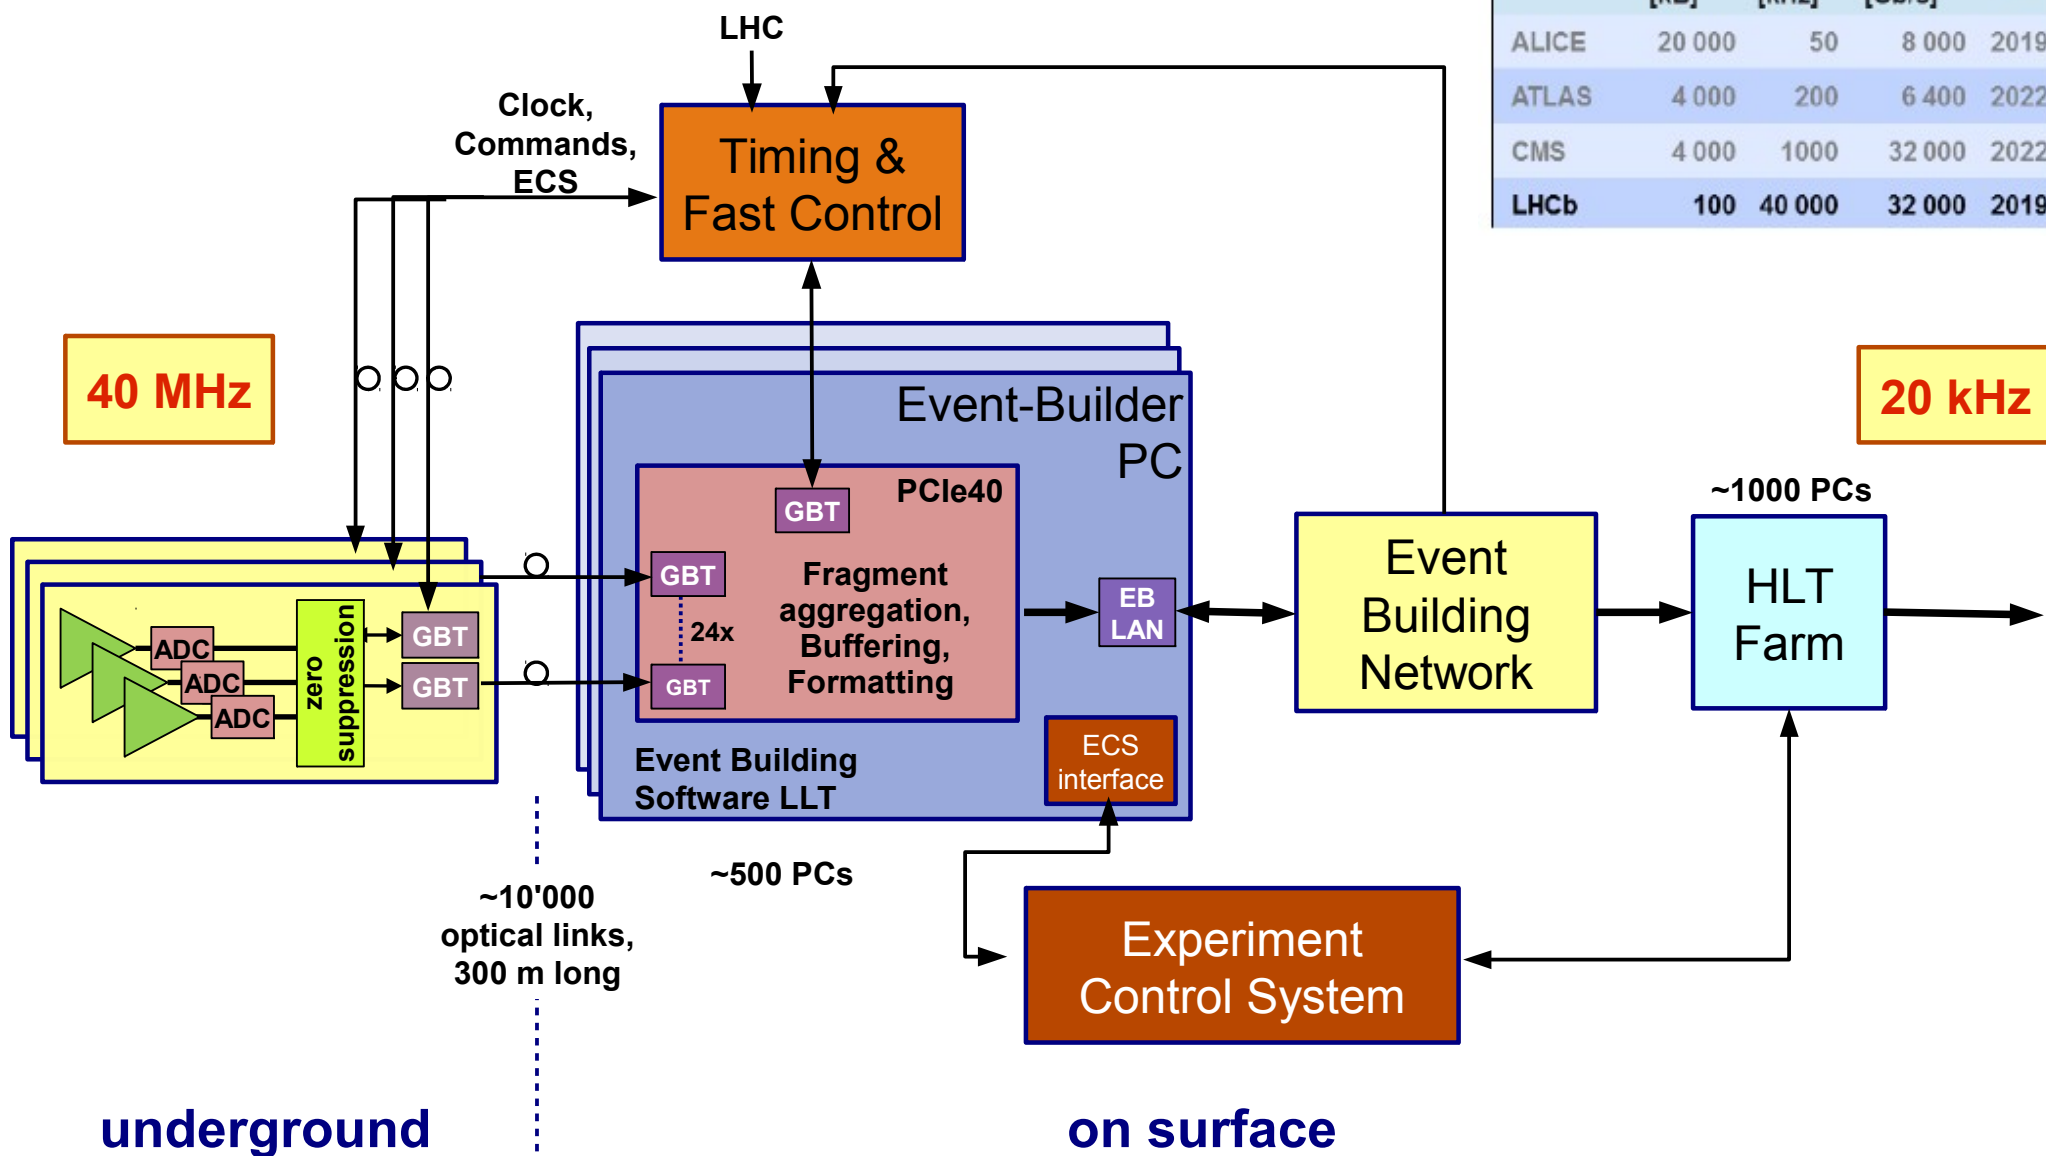 LHC
[kHz]
ALICE 20 000 50 8 000 2019
ATLAS 4 000 200 6 400 2022
CMS 4 000 1000 32 000 2022
LHCb 100 40 000 32 000 2019
Clock,
Commands,
ECS
Timing &
Fast Control
40 MHz
20 kHz
Event-Builder
PC
PCIe40
GBT
GBT
24x
GBT
Fragment
aggregation,
Buffering,
Formatting
EB
LAN
ECS
interface
Event Building
Software LLT
~500 PCs
ADC
ADC
ADC
zero
suppression
GBT
GBT
Event
Building
Network
~1000 PCs
HLT
Farm
~10'000
optical links,
300 m long
Experiment
Control System
underground
on surface